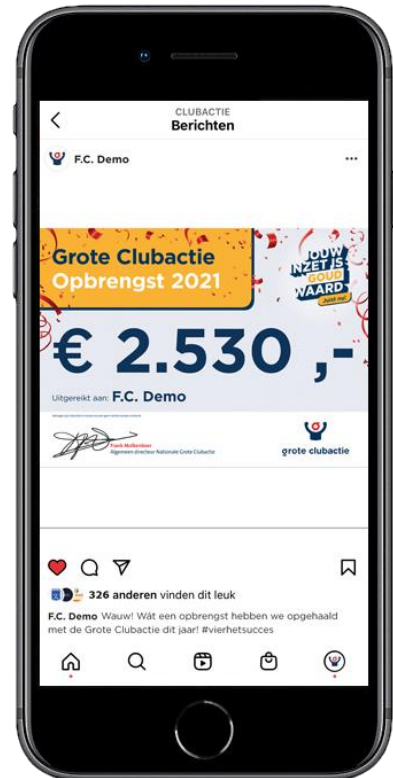 CLUBACTIE
Berichten
F.C. Demo
Grote Clubactie
Opbrengst 2021
JOUW
INZET IS
GOUD
WAARD
€ 2.530 ,-
Uitgereikt aan: F.C. Demo
Frank Molkenboer
Algemeen directeur Nationale Grote Clubactie
grote clubactie
326 anderen vinden dit leuk
F.C. Demo Wauw! Wát een opbrengst hebben we opgehaald
met de Grote Clubactie dit jaar! #vierhetsucces